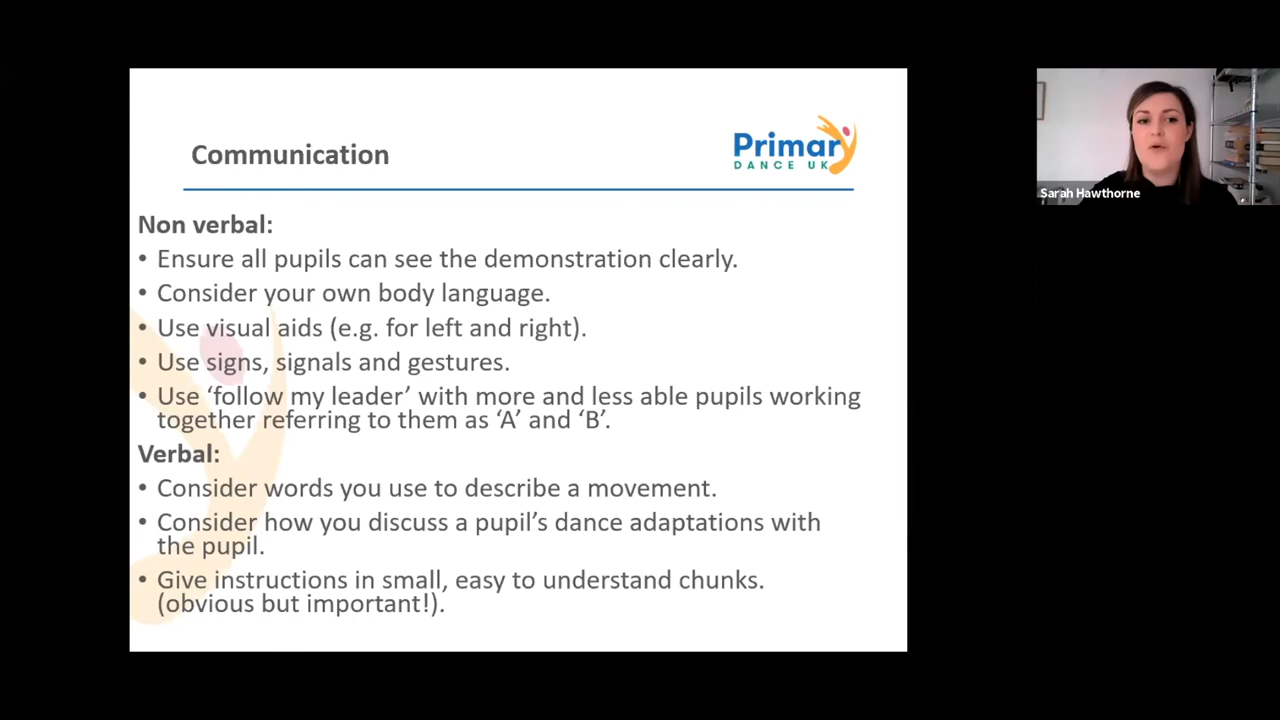 Communication
Primary
DANCE UK
Non verbal:
• Ensure all pupils can see the demonstration clearly.
• Consider your own body language.
• Use visual aids (e.g. for left and right).
• Use signs, signals and gestures.
• Use ‘follow my leader’ with more and less able pupils working
together referring to them as ‘A’ and ‘B’.
Verbal:
• Consider words you use to describe a movement.
• Consider how you discuss a pupil’s dance adaptations with
the pupil.
• Give instructions in small, easy to understand chunks.
(obvious but important!).
Sarah Hawthorne